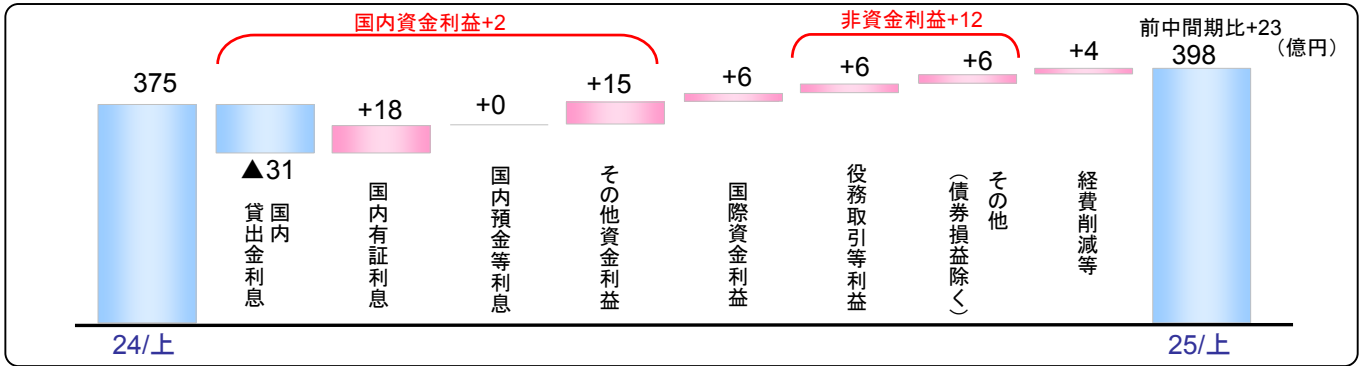 国内資金利益+2
非資金利益+12
前中間期比+23
（億円）
375
▲31
+18
+0
+15
+6
+6
+6
+4
398
国内
貸出金利息
国内有証利息
国内預金等利息
その他資金利益
国際資金利益
役務取引等利益
その他
（債券損益除く）
経費削減等
24/上
25/上